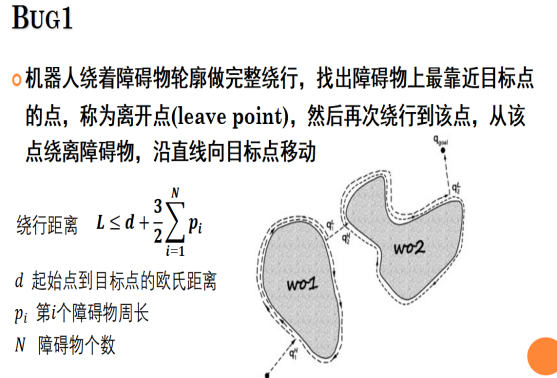 BUG1
机器人绕着障碍物轮廓做完整绕行，找出障碍物上最靠近目标点
的点，称为离开点(leave point)，然后再次绕行到该点，从该
点绕离障碍物，沿直线向目标点移动
绕行距离 L ≤ d + 3/2 ∑_{i=1}^{N} p_i
d 起始点到目标点的欧氏距离
p_i 第i个障碍物周长
N 障碍物个数
q_goal
WO2
WO1